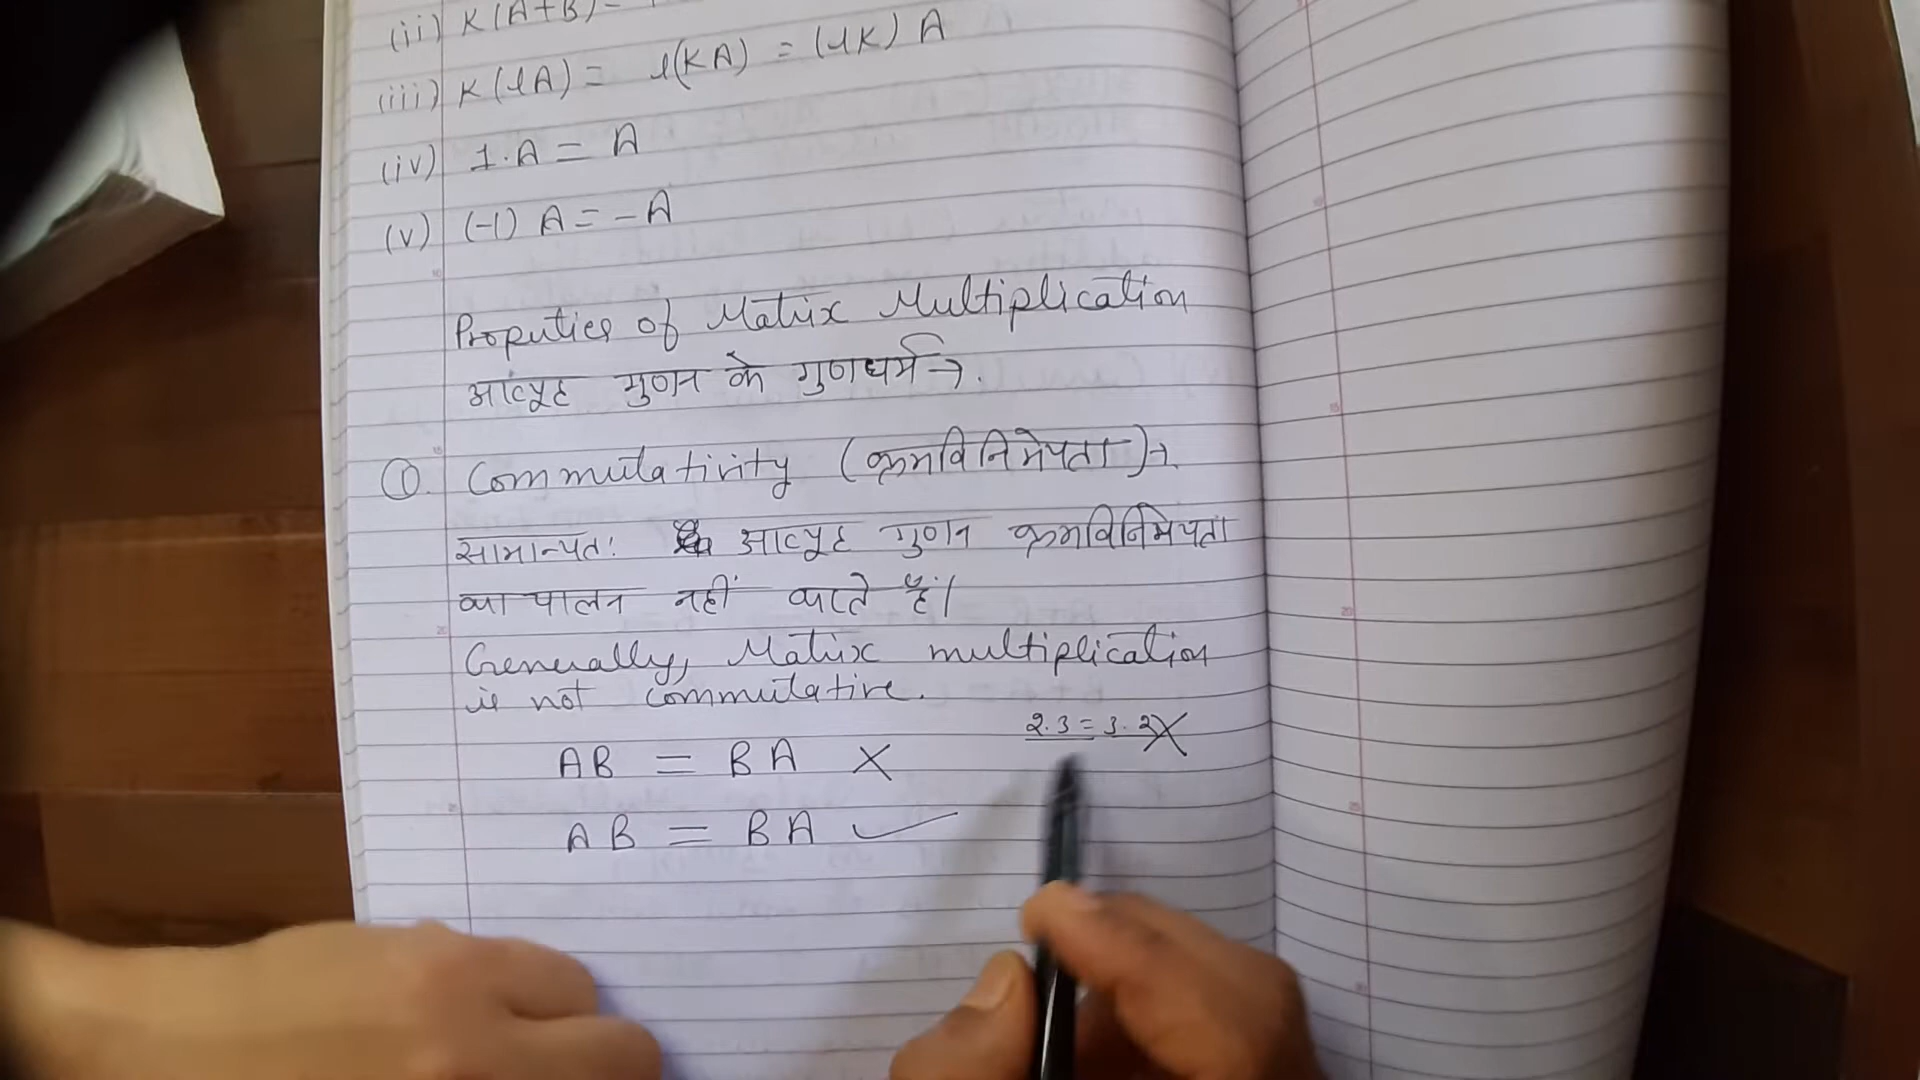 (ii) K(A+B)=
(iii) K(lA) = l(KA) = (lK) A
(iv) 1.A = A
(v) (-1) A = -A
Properties of Matrix Multiplication
आव्यूह गुणन के गुणधर्म →.
①. Commutativity (क्रमविनिमेयता) →.
सामान्यतः आव्यूह गुणन क्रमविनिमेयता
का पालन नहीं करते हैं।
Generally, Matrix multiplication
is not commutative.
2.3 = 3.2 X
AB = BA X
AB = BA ✓